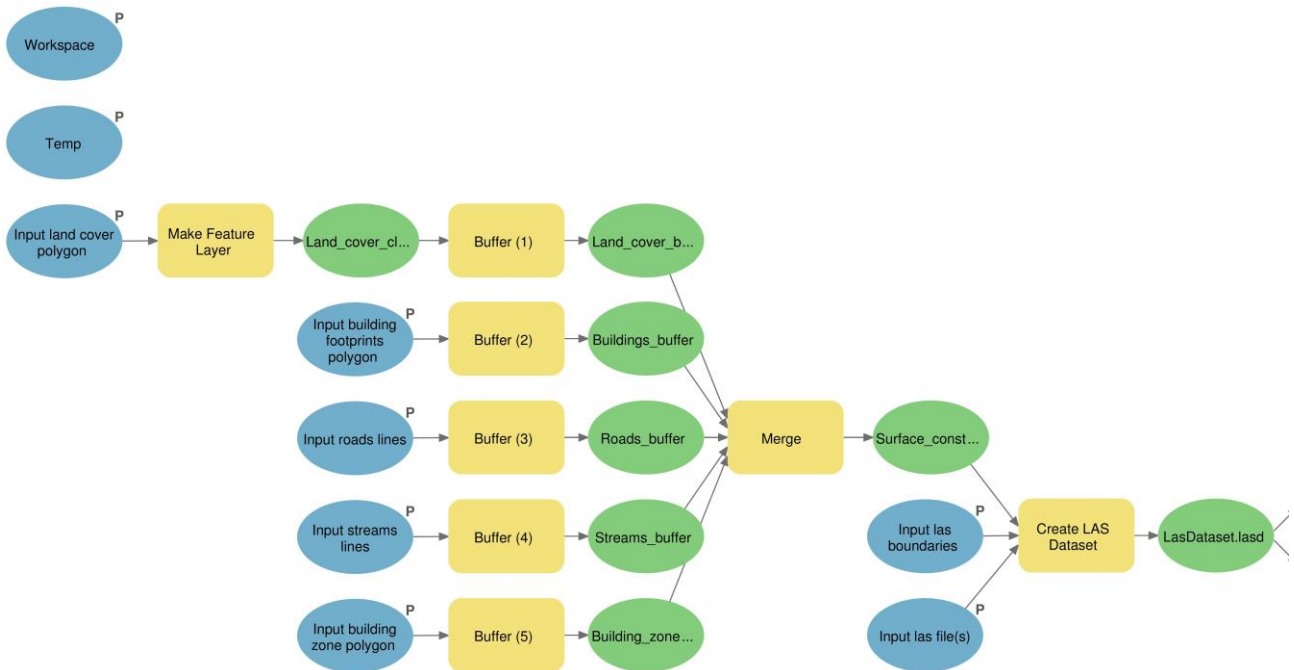 P
Workspace
P
Temp
P
Input land cover
polygon
Make Feature
Layer
Land_cover_cl...
Buffer (1)
Land_cover_b...
P
Input building
footprints
polygon
Buffer (2)
Buildings_buffer
P
Input roads lines
Buffer (3)
Roads_buffer
Merge
Surface_const...
P
Input streams
lines
Buffer (4)
Streams_buffer
P
Input las
boundaries
Create LAS
Dataset
LasDataset.lasd
P
Input building
zone polygon
Buffer (5)
Building_zone...
P
Input las file(s)